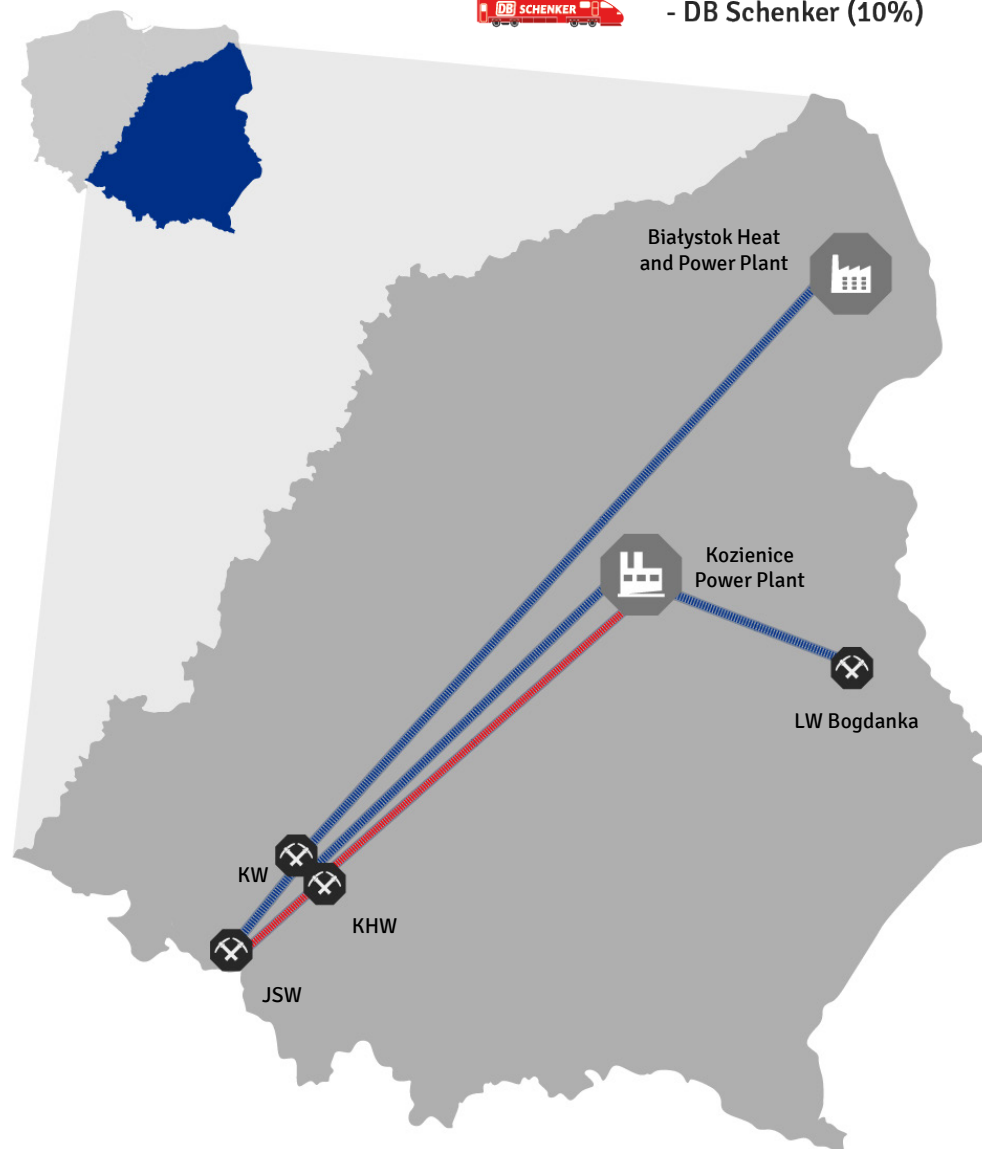 DB SCHENKER
- DB Schenker (10%)
Białystok Heat
and Power Plant
Kozienice
Power Plant
LW Bogdanka
KW
KHW
JSW